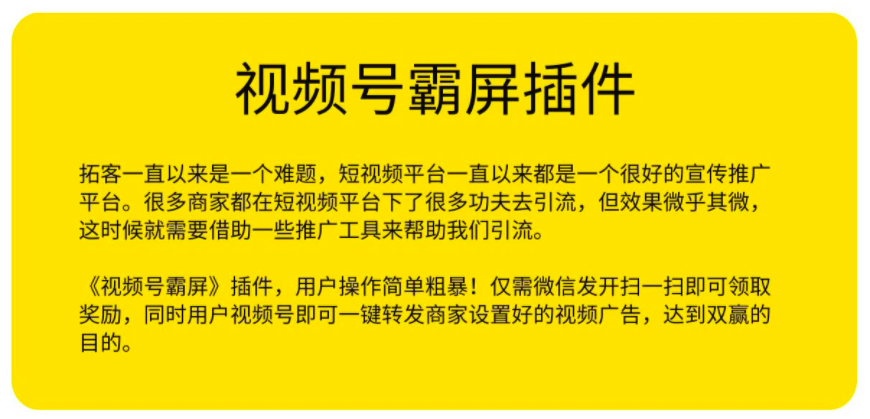 视频号霸屏插件
拓客一直以来是一个难题，短视频平台一直以来都是一个很好的宣传推广
平台。很多商家都在短视频平台下了很多功夫去引流，但效果微乎其微，
这时候就需要借助一些推广工具来帮助我们引流。
《视频号霸屏》插件，用户操作简单粗暴！仅需微信发开扫一扫即可领取
奖励，同时用户视频号即可一键转发商家设置好的视频广告，达到双赢的
目的。